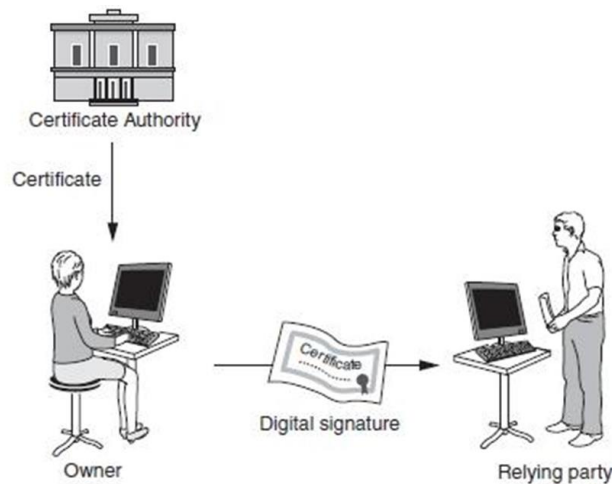 Certificate Authority
Certificate
Certificate
Digital signature
Owner
Relying party